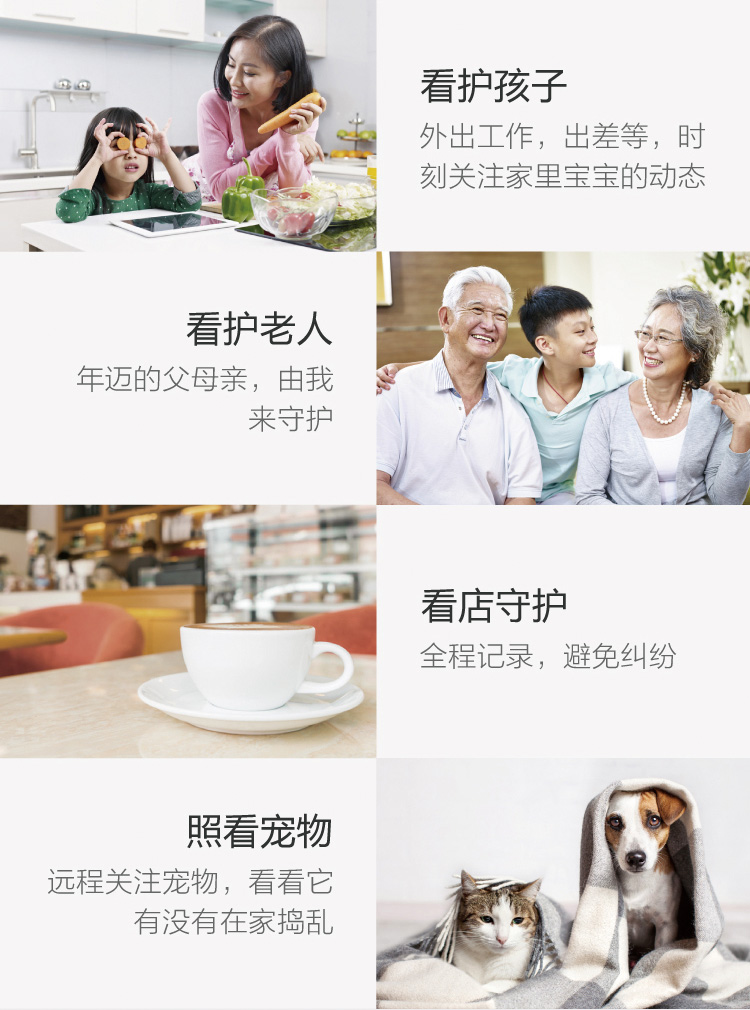 看护孩子
外出工作，出差等，时
刻关注家里宝宝的动态
看护老人
年迈的父母亲，由我
来守护
看店守护
全程记录，避免纠纷
照看宠物
远程关注宠物，看看它
有没有在家捣乱